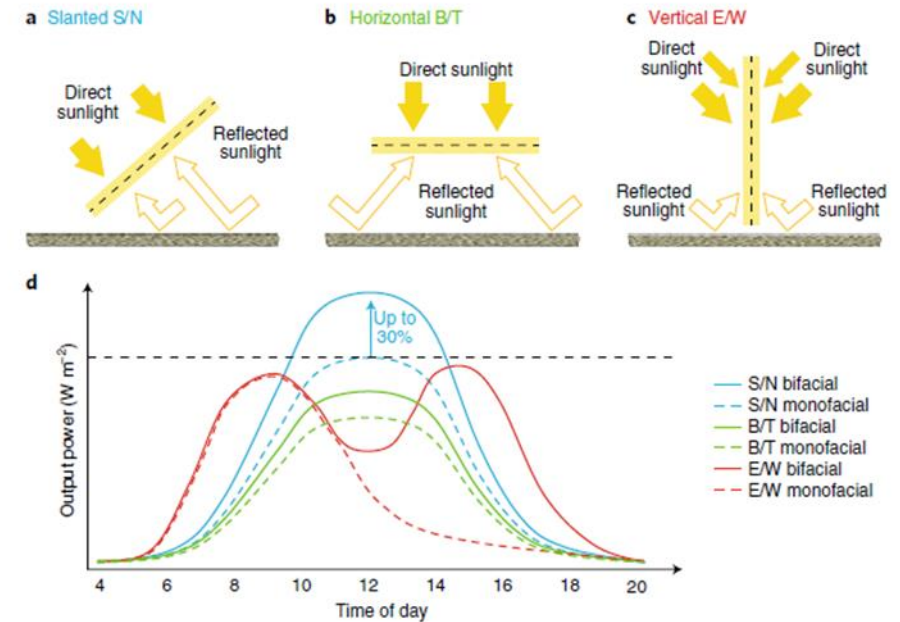 a Slanted S/N
b Horizontal B/T
c Vertical E/W
Direct
sunlight
Reflected
sunlight
Direct sunlight
Reflected
sunlight
Direct
sunlight
Direct
sunlight
Reflected
sunlight
Reflected
sunlight
d
Up to
30%
Output power (W m⁻²)
S/N bifacial
S/N monofacial
B/T bifacial
B/T monofacial
E/W bifacial
E/W monofacial
4 6 8 10 12 14 16 18 20
Time of day